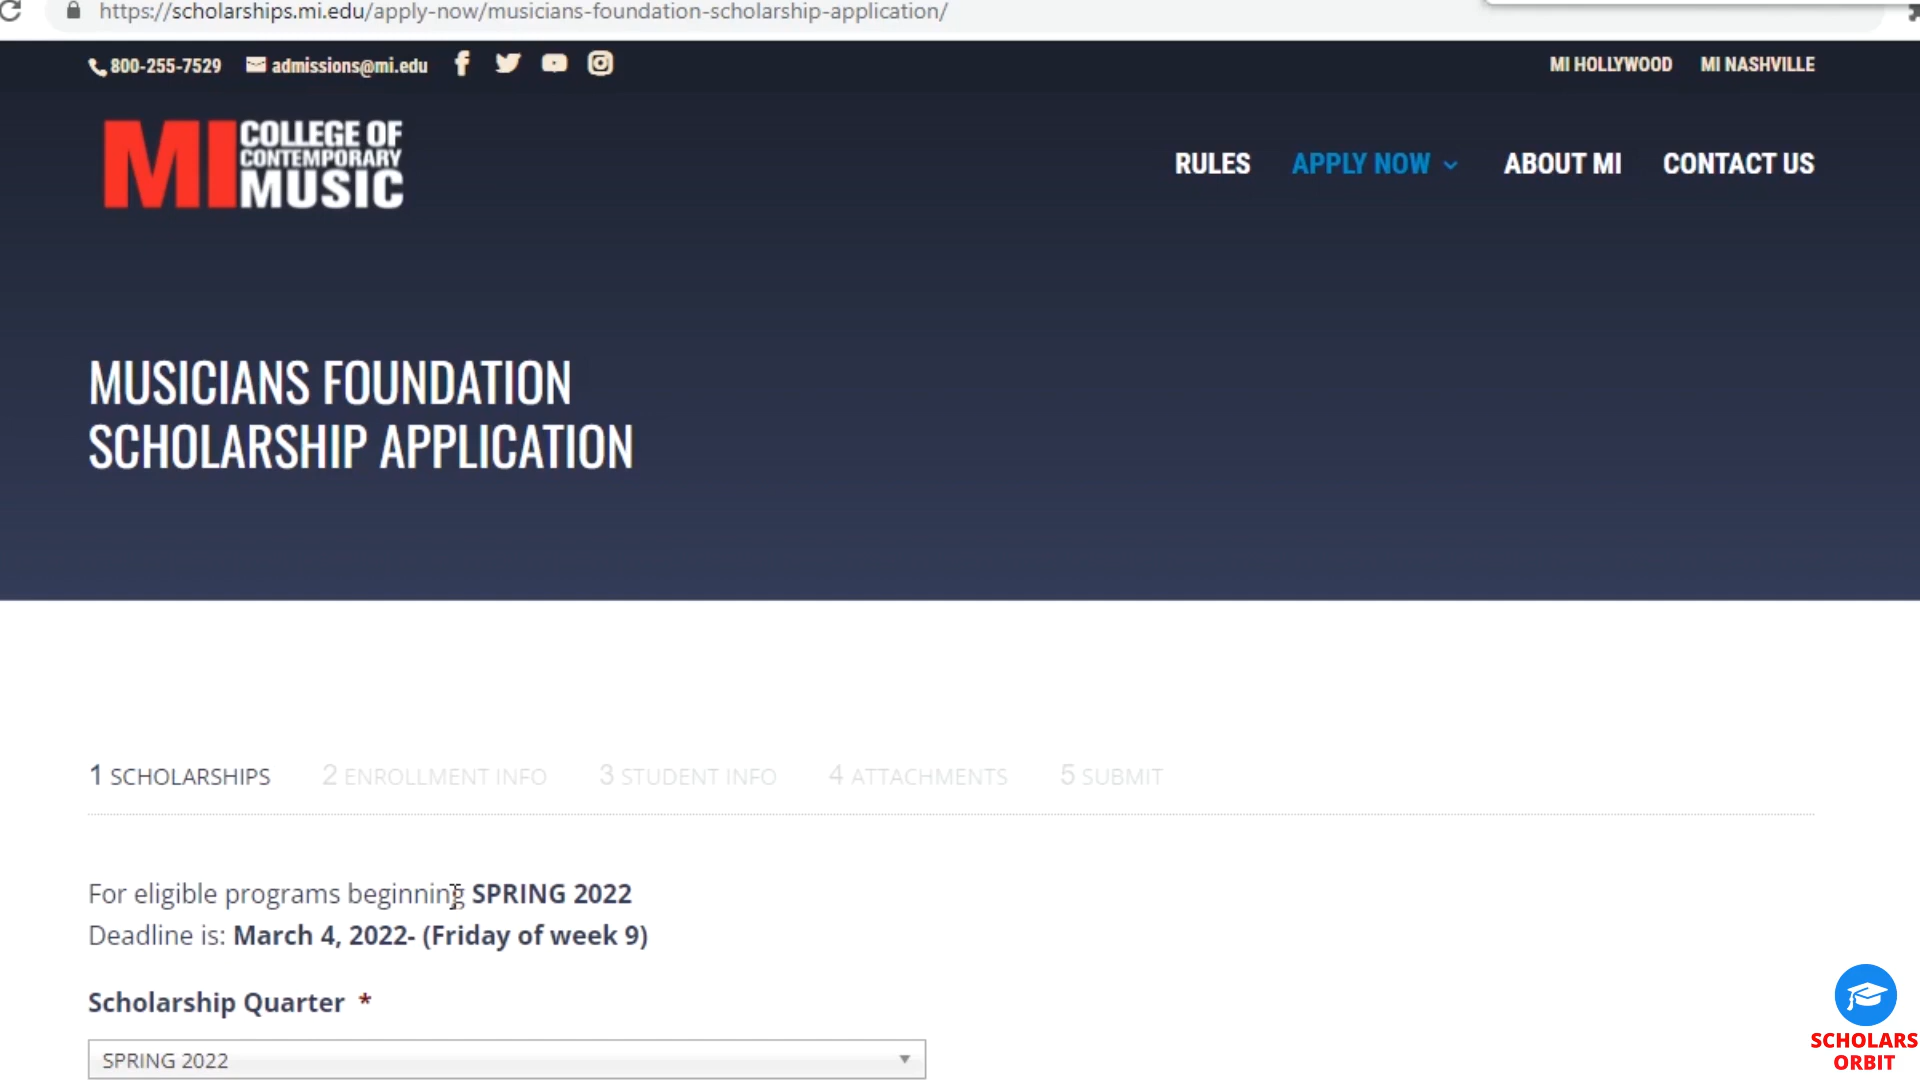 https://scholarships.mi.edu/apply-now/musicians-foundation-scholarship-application/
800-255-7529 admissions@mi.edu MI HOLLYWOOD MI NASHVILLE
MI COLLEGE OF
CONTEMPORARY
MUSIC
RULES APPLY NOW ABOUT MI CONTACT US
MUSICIANS FOUNDATION
SCHOLARSHIP APPLICATION
1 SCHOLARSHIPS 2 ENROLLMENT INFO 3 STUDENT INFO 4 ATTACHMENTS 5 SUBMIT
For eligible programs beginning SPRING 2022
Deadline is: March 4, 2022- (Friday of week 9)
Scholarship Quarter *
SPRING 2022
SCHOLARS
ORBIT